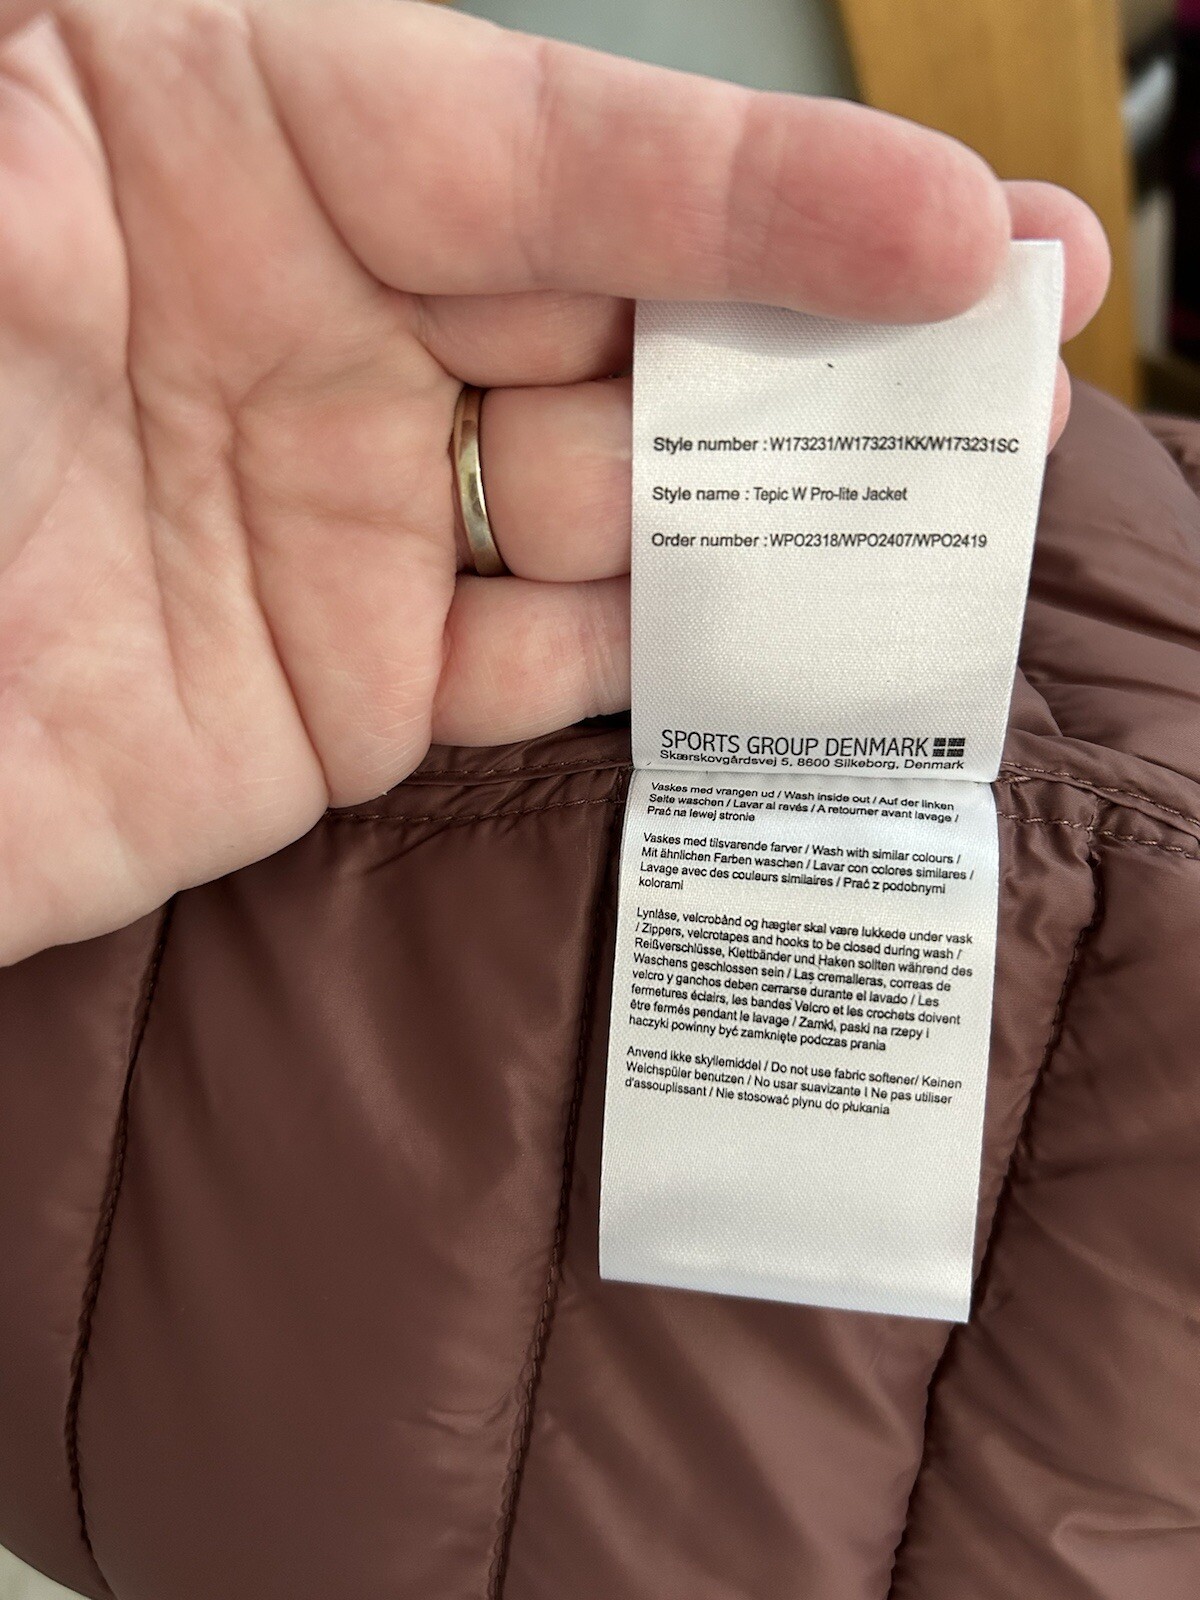 Style number : W173231/W173231KK/W173231SC
Style name : Tepic W Pro-lite Jacket
Order number : WPO2318/WPO2407/WPO2419
SPORTS GROUP DENMARK
Skærskovgårdsvej 5, 8600 Silkeborg, Denmark
Vaskes med vrangen ud / Wash inside out / Auf der linken
Seite waschen / Lavar al ravés / A retourner avant lavage /
Prać na lewej stronie
Vaskes med tilsvarende farver / Wash with similar colours /
Mit ähnlichen Farben waschen / Lavar con colores similares /
Lavage avec des couleurs similaires / Prać z podobnymi
kolorami
Lynlåse, velcrobånd og hægter skal være lukkede under vask
/ Zippers, velcrotapes and hooks to be closed during wash /
Reißverschlüsse, Klettbänder und Haken sollten während des
Waschens geschlossen sein / Las cremalleras, correas de
velcro y ganchos deben cerrarse durante el lavado / Les
fermetures éclairs, les bandes Velcro et les crochets doivent
être fermés pendant le lavage / Zamki, paski na rzepy i
haczyki powinny być zamknięte podczas prania
Anvend ikke skyllemiddel / Do not use fabric softener/ Keinen
Weichspüler benutzen / No usar suavizante I Ne pas utiliser
d'assouplissant / Nie stosować płynu do płukania